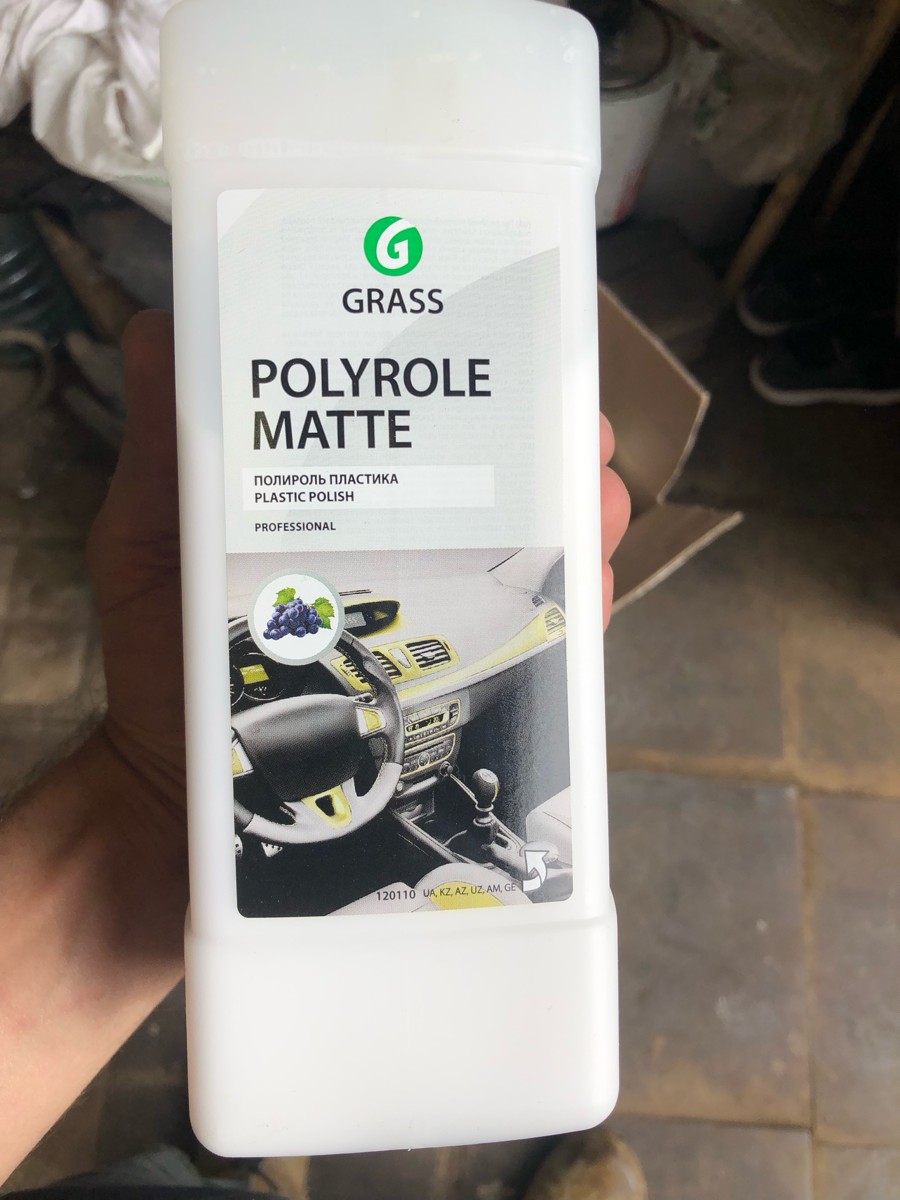 GRASS
POLYROLE
MATTE
ПОЛИРОЛЬ ПЛАСТИКА
PLASTIC POLISH
PROFESSIONAL
120110 UA, KZ, AZ, UZ, AM, GE